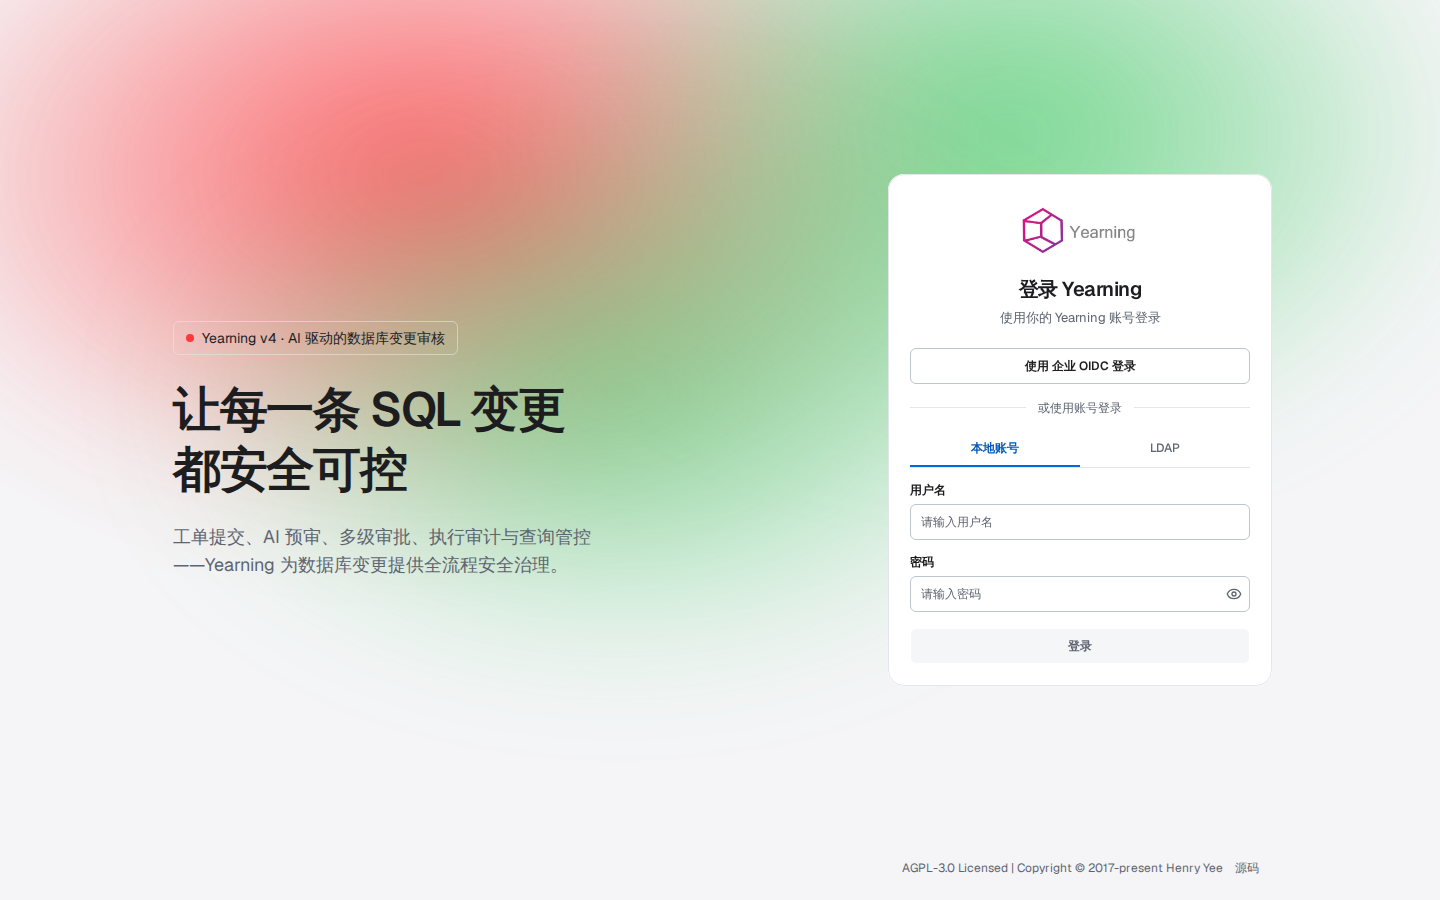 Yearning v4 · AI 驱动的数据库变更审核
让每一条 SQL 变更
都安全可控
工单提交、AI 预审、多级审批、执行审计与查询管控
——Yearning 为数据库变更提供全流程安全治理。
Yearning
登录 Yearning
使用你的 Yearning 账号登录
使用 企业 OIDC 登录
或使用账号登录
本地账号
LDAP
用户名
请输入用户名
密码
请输入密码
登录
AGPL-3.0 Licensed | Copyright © 2017-present Henry Yee 源码